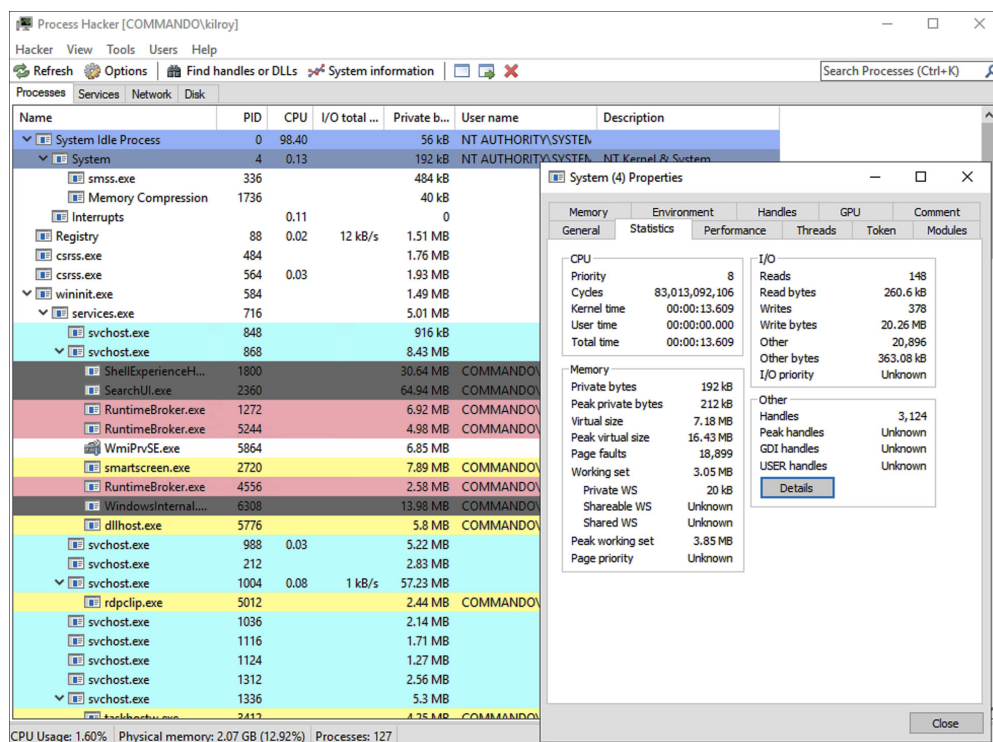 Process Hacker [COMMANDO\kilroy]
Hacker View Tools Users Help
Refresh Options Find handles or DLLs System information Search Processes (Ctrl+K)
Processes Services Network Disk
Name PID CPU I/O total ... Private b... User name Description
System Idle Process 0 98.40 56 kB NT AUTHORITY\SYSTEM
System 4 0.13 192 kB NT AUTHORITY\SYSTEM NT Kernel & System
smss.exe 336 484 kB
Memory Compression 1736 40 kB
Interrupts 0.11 0
Registry 88 0.02 12 kB/s 1.51 MB
csrss.exe 484 1.76 MB
csrss.exe 564 0.03 1.93 MB
wininit.exe 584 1.49 MB
services.exe 716 5.01 MB
svchost.exe 848 916 kB
svchost.exe 868 8.43 MB
ShellExperienceH... 1800 30.64 MB COMMANDO\
SearchUI.exe 2360 64.94 MB COMMANDO\
RuntimeBroker.exe 1272 6.92 MB COMMANDO\
RuntimeBroker.exe 5244 4.98 MB COMMANDO\
WmiPrvSE.exe 5864 6.85 MB
smartscreen.exe 2720 7.89 MB COMMANDO\
RuntimeBroker.exe 4556 2.58 MB COMMANDO\
WindowsInternal.... 6308 13.98 MB COMMANDO\
dllhost.exe 5776 5.8 MB COMMANDO\
svchost.exe 988 0.03 5.22 MB
svchost.exe 212 2.83 MB
svchost.exe 1004 0.08 1 kB/s 57.23 MB
rdpclip.exe 5012 2.44 MB COMMANDO\
svchost.exe 1036 2.14 MB
svchost.exe 1116 1.71 MB
svchost.exe 1124 1.27 MB
svchost.exe 1312 2.56 MB
svchost.exe 1336 5.3 MB
taskhostw.exe 3412 4.25 MB COMMANDO\
CPU Usage: 1.60% Physical memory: 2.07 GB (12.92%) Processes: 127
System (4) Properties
Memory Environment Handles GPU Comment
General Statistics Performance Threads Token Modules
CPU
Priority 8
Cycles 83,013,092,106
Kernel time 00:00:13.609
User time 00:00:00.000
Total time 00:00:13.609
Memory
Private bytes 192 kB
Peak private bytes 212 kB
Virtual size 7.18 MB
Peak virtual size 16.43 MB
Page faults 18,899
Working set 3.05 MB
Private WS 20 kB
Shareable WS Unknown
Shared WS Unknown
Peak working set 3.85 MB
Page priority Unknown
I/O
Reads 148
Read bytes 260.6 kB
Writes 378
Write bytes 20.26 MB
Other 20,896
Other bytes 363.08 kB
I/O priority Unknown
Other
Handles 3,124
Peak handles Unknown
GDI handles Unknown
USER handles Unknown
Details
Close